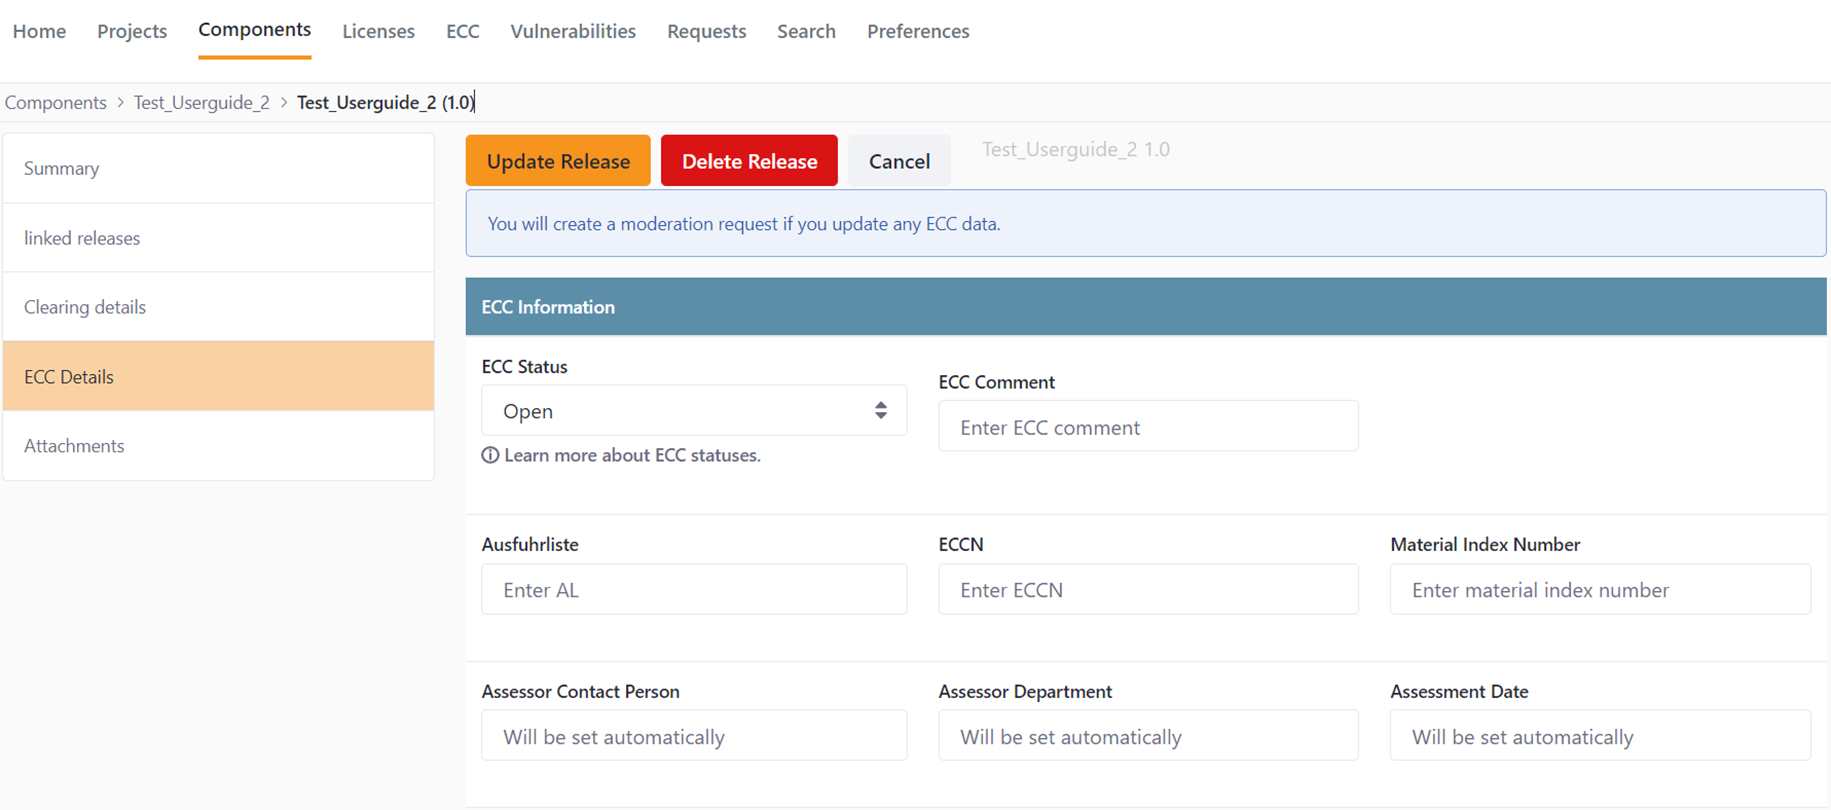 Home Projects Components Licenses ECC Vulnerabilities Requests Search Preferences
Components > Test_Userguide_2 > Test_Userguide_2 (1.0)
Summary
linked releases
Clearing details
ECC Details
Attachments
Update Release Delete Release Cancel Test_Userguide_2 1.0
You will create a moderation request if you update any ECC data.
ECC Information
ECC Status
Open
Learn more about ECC statuses.
ECC Comment
Enter ECC comment
Ausfuhrliste ECCN Material Index Number
Enter AL Enter ECCN Enter material index number
Assessor Contact Person Assessor Department Assessment Date
Will be set automatically Will be set automatically Will be set automatically